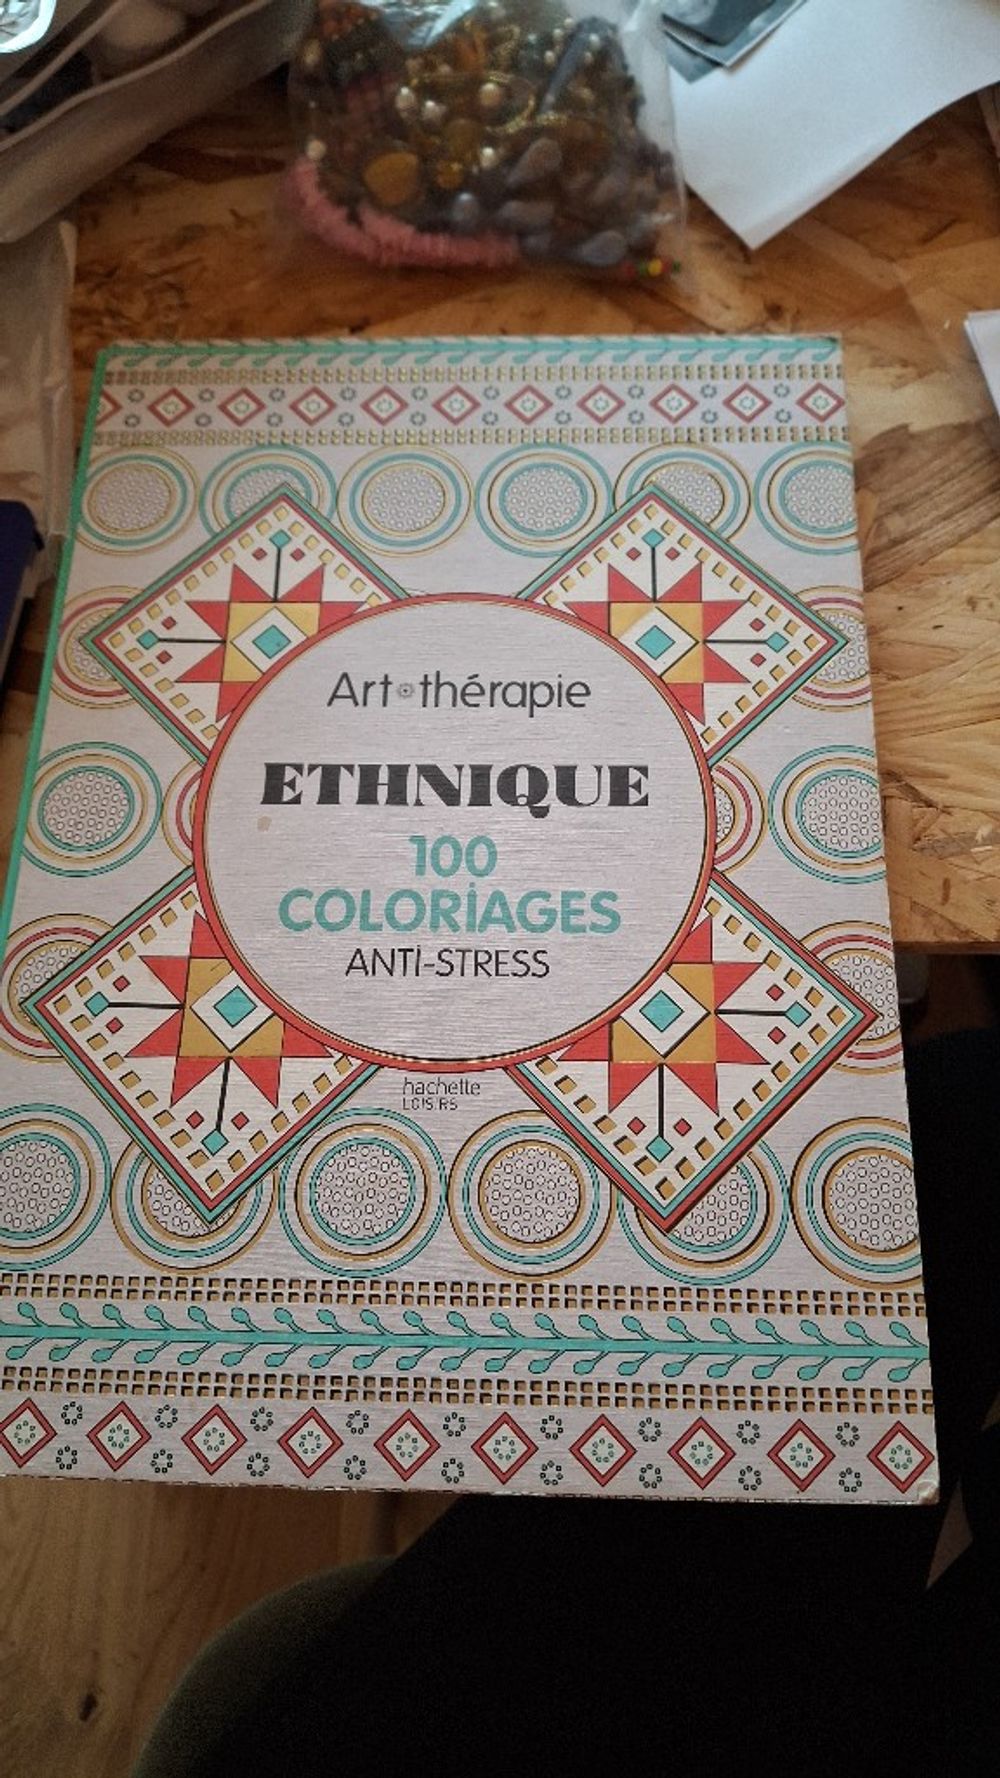 Art thérapie
ETHNIQUE
100
COLORiAGES
ANTi-STRESS
hachette
LOISIRS